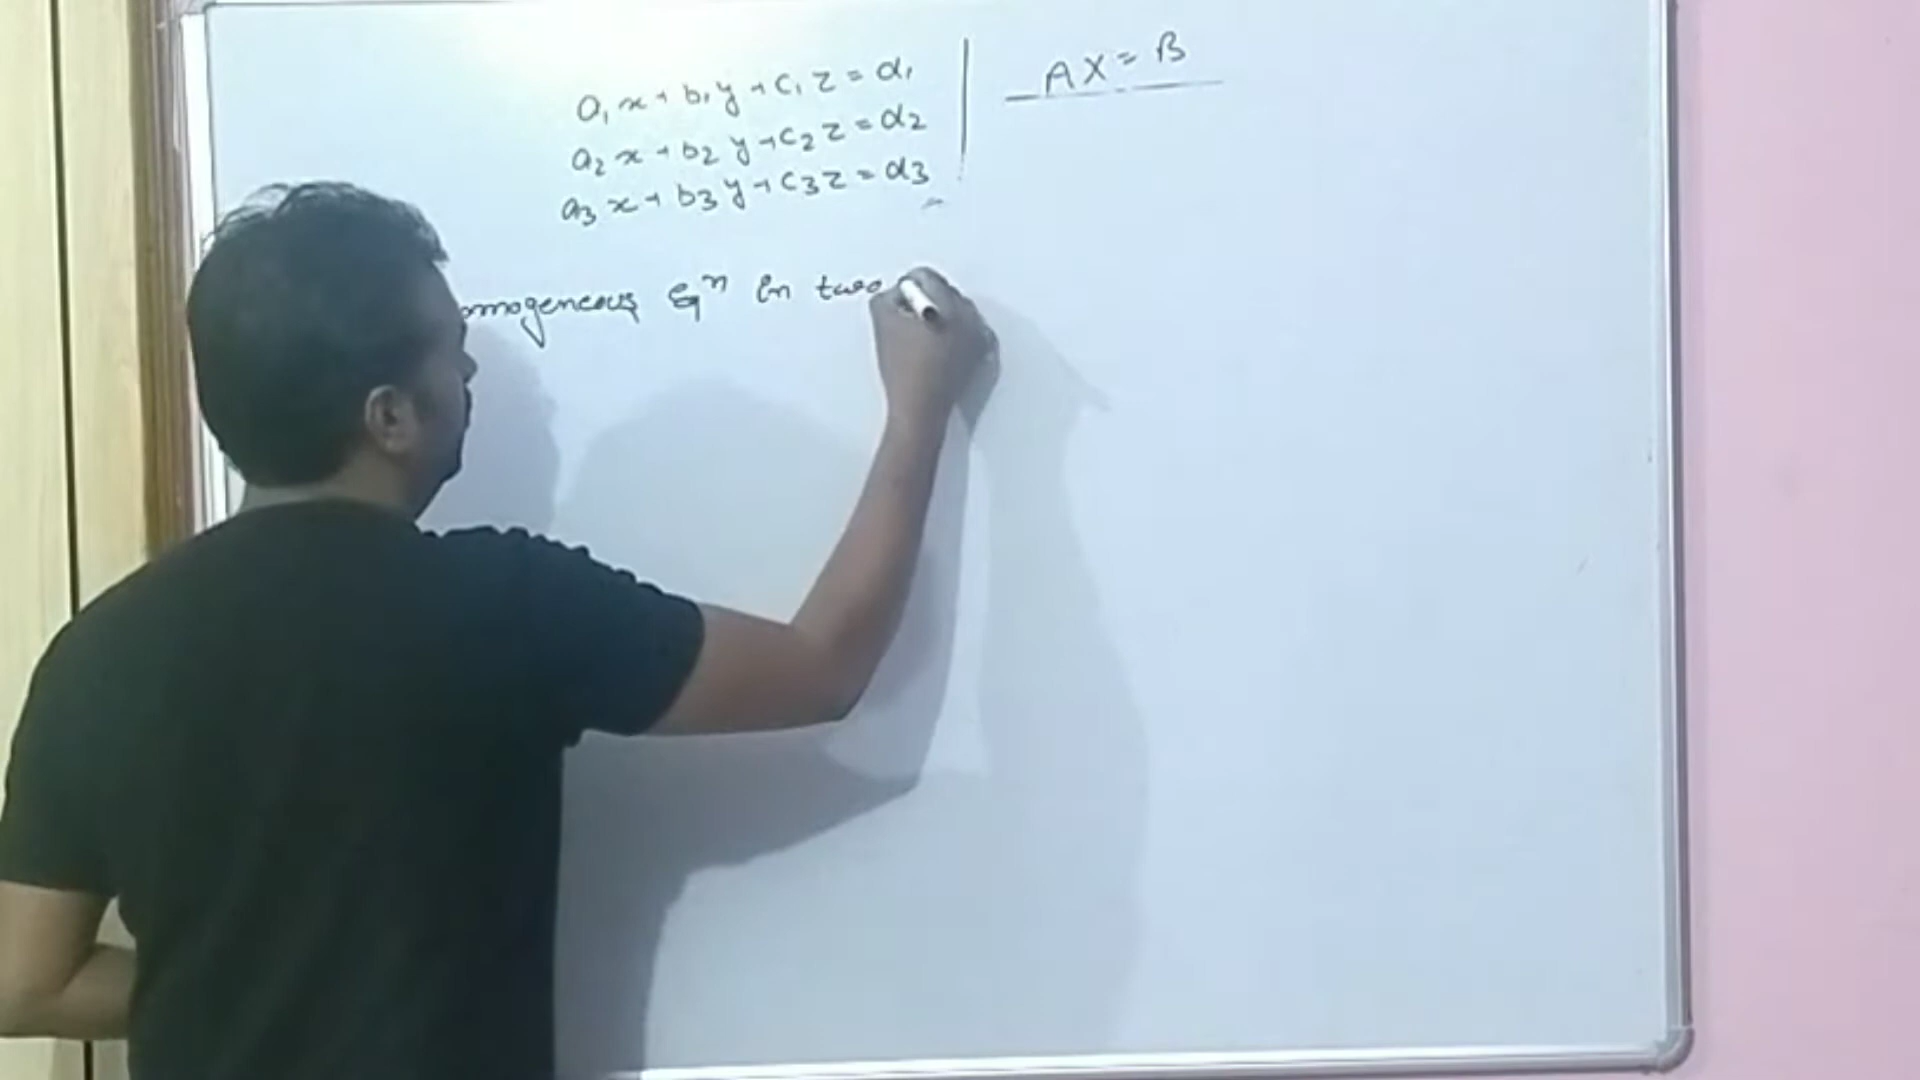 a₁x + b₁y + c₁z = d₁
a₂x + b₂y + c₂z = d₂
a₃x + b₃y + c₃z = d₃
AX = B
omogeneous Eqⁿ in two